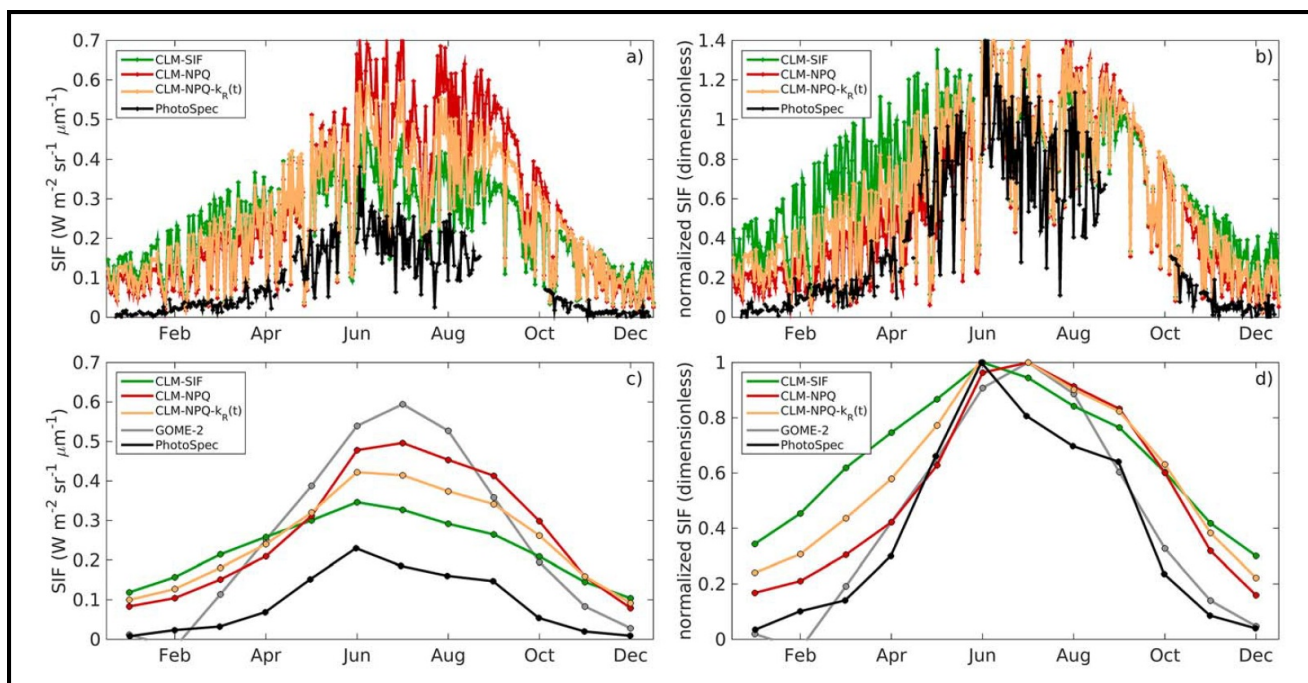 0.7
0.6
0.5
0.4
0.3
0.2
0.1
0
SIF (W m⁻² sr⁻¹ μm⁻¹)
CLM-SIF
CLM-NPQ
CLM-NPQ-k_R(t)
PhotoSpec
a)
Feb Apr Jun Aug Oct Dec
1.4
1.2
1
0.8
0.6
0.4
0.2
0
normalized SIF (dimensionless)
CLM-SIF
CLM-NPQ
CLM-NPQ-k_R(t)
PhotoSpec
b)
Feb Apr Jun Aug Oct Dec
0.7
0.6
0.5
0.4
0.3
0.2
0.1
0
SIF (W m⁻² sr⁻¹ μm⁻¹)
CLM-SIF
CLM-NPQ
CLM-NPQ-k_R(t)
GOME-2
PhotoSpec
c)
Feb Apr Jun Aug Oct Dec
1
0.8
0.6
0.4
0.2
0
normalized SIF (dimensionless)
CLM-SIF
CLM-NPQ
CLM-NPQ-k_R(t)
GOME-2
PhotoSpec
d)
Feb Apr Jun Aug Oct Dec